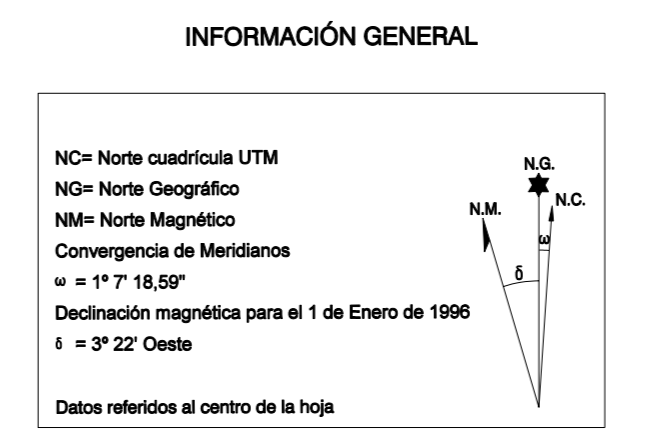 INFORMACIÓN GENERAL
NC= Norte cuadrícula UTM
NG= Norte Geográfico
NM= Norte Magnético
Convergencia de Meridianos
ω = 1º 7' 18,59"
Declinación magnética para el 1 de Enero de 1996
δ = 3º 22' Oeste
Datos referidos al centro de la hoja
N.G.
N.C.
N.M.
ω
δ